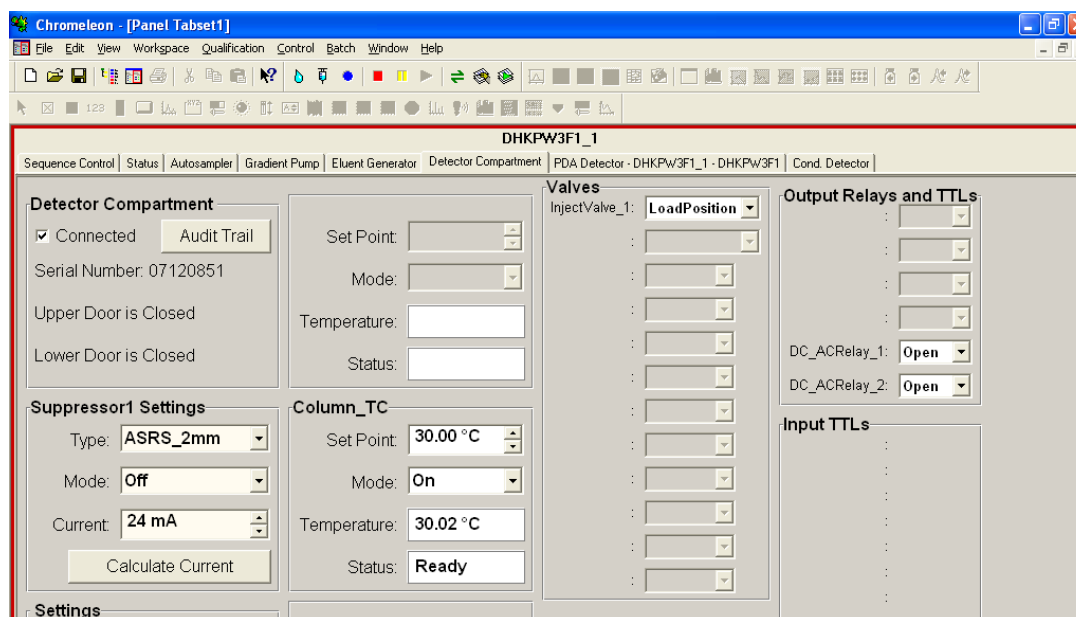 Chromeleon - [Panel Tabset1]
File Edit View Workspace Qualification Control Batch Window Help
123
DHKPW3F1_1
Sequence Control Status Autosampler Gradient Pump Eluent Generator Detector Compartment PDA Detector - DHKPW3F1_1 - DHKPW3F1 Cond. Detector
Detector Compartment
Connected Audit Trail
Serial Number: 07120851
Upper Door is Closed
Lower Door is Closed
Set Point:
Mode:
Temperature:
Status:
Valves
InjectValve_1: LoadPosition
:
:
:
:
:
:
:
:
:
:
:
Output Relays and TTLs
:
:
:
:
DC_ACRelay_1: Open
DC_ACRelay_2: Open
Suppressor1 Settings
Type: ASRS_2mm
Mode: Off
Current: 24 mA
Calculate Current
Column_TC
Set Point: 30.00 °C
Mode: On
Temperature: 30.02 °C
Status: Ready
Input TTLs
:
:
:
:
:
:
:
Settings